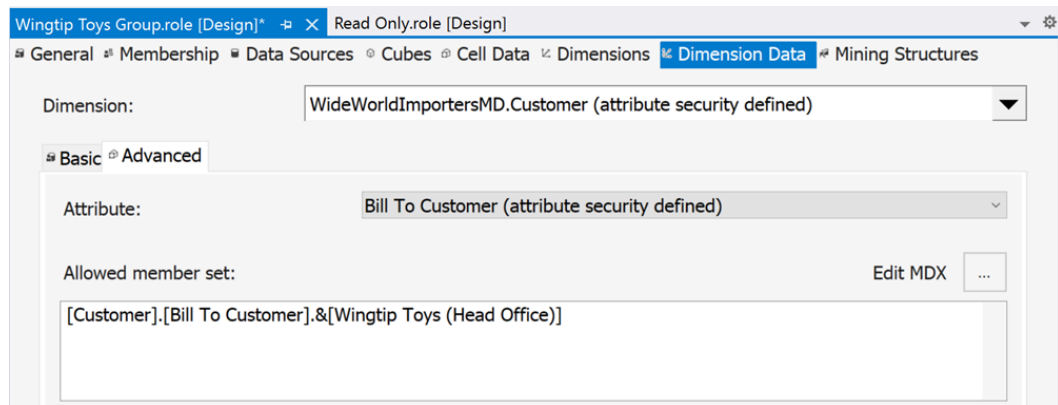 Wingtip Toys Group.role [Design]* Read Only.role [Design]
General Membership Data Sources Cubes Cell Data Dimensions Dimension Data Mining Structures
Dimension: WideWorldImportersMD.Customer (attribute security defined)
Basic Advanced
Attribute: Bill To Customer (attribute security defined)
Allowed member set: Edit MDX ...
[Customer].[Bill To Customer].&[Wingtip Toys (Head Office)]